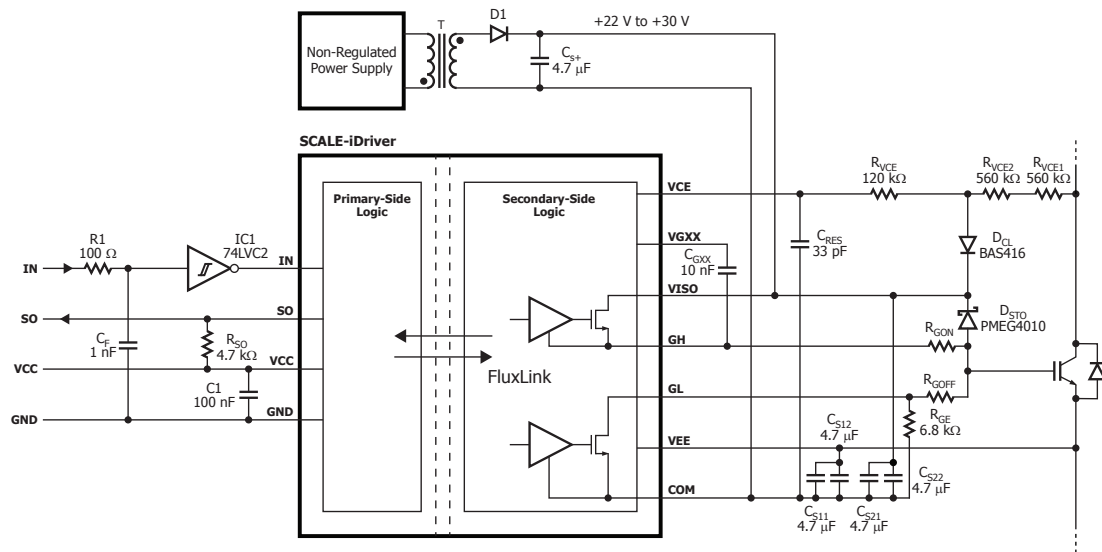 Non-Regulated
Power Supply
T
D1
+22 V to +30 V
Cs+
4.7 µF
SCALE-iDriver
Primary-Side
Logic
Secondary-Side
Logic
VCE
RVCE
120 kΩ
RVCE2
560 kΩ
RVCE1
560 kΩ
VGXX
CGXX
10 nF
CRES
33 pF
DCL
BAS416
R1
100 Ω
IC1
74LVC2
IN
IN
VISO
DSTO
PMEG4010
SO
SO
CF
1 nF
RSO
4.7 kΩ
GH
RGON
FluxLink
VCC
VCC
C1
100 nF
GL
RGOFF
RGE
6.8 kΩ
GND
GND
CS12
4.7 µF
VEE
CS22
4.7 µF
COM
CS11
4.7 µF
CS21
4.7 µF